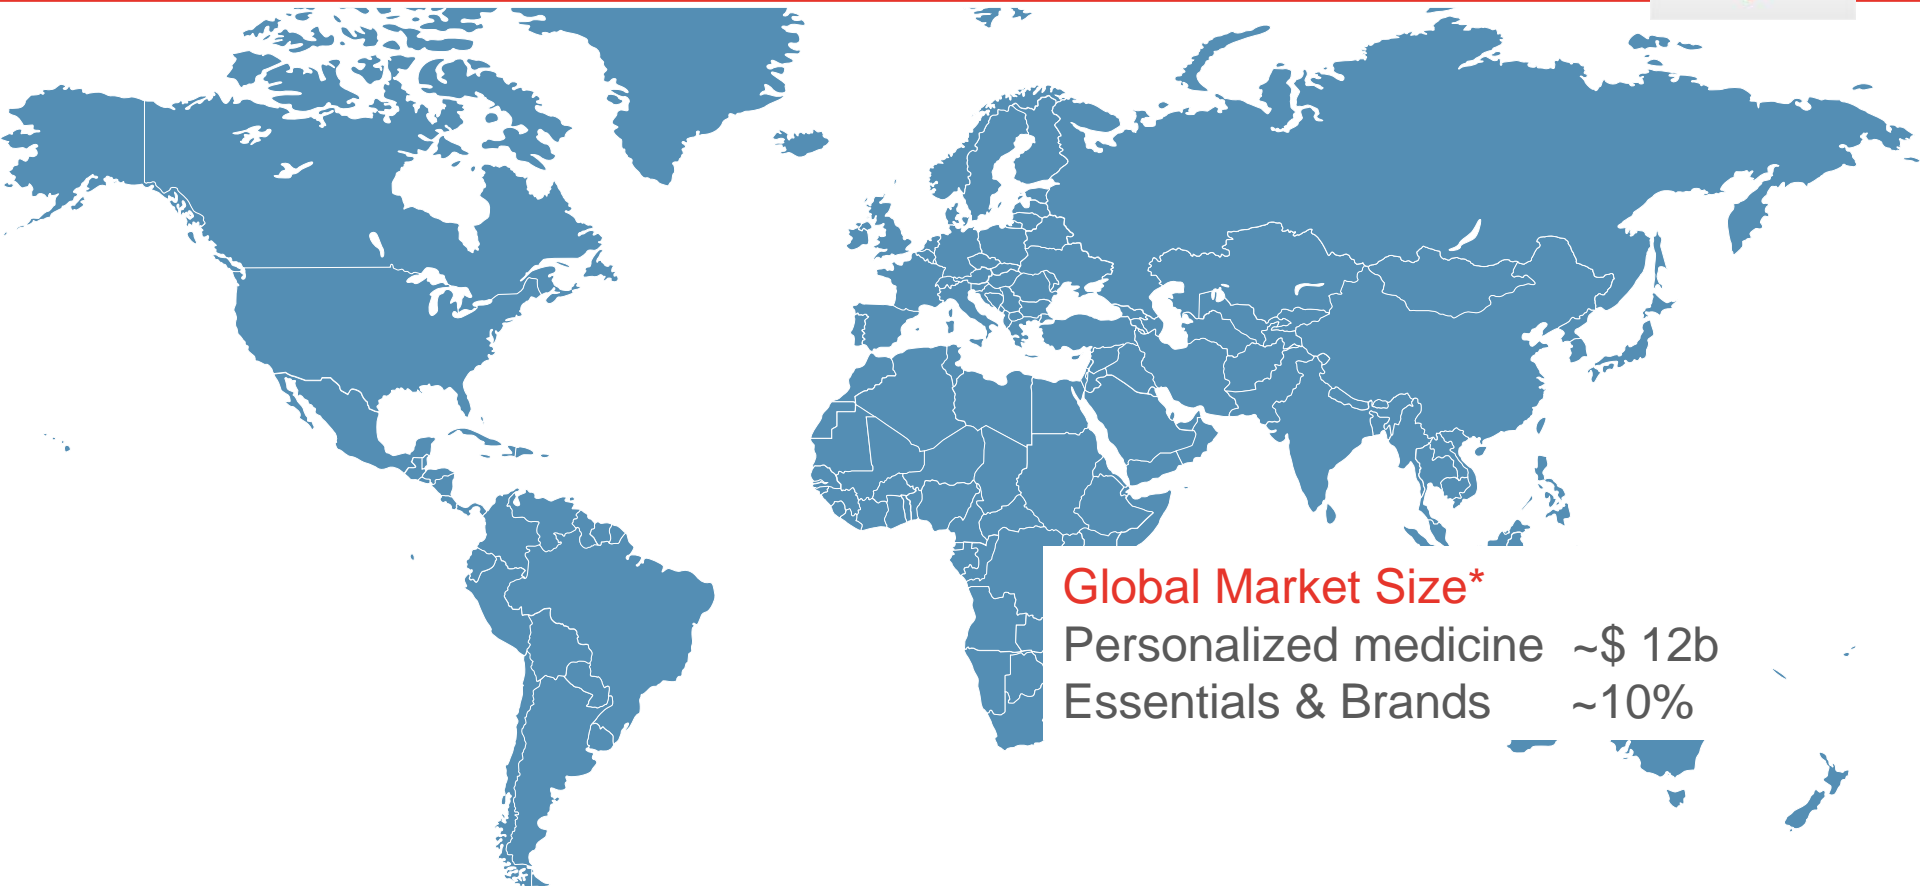 Global Market Size*
Personalized medicine ~$ 12b
Essentials & Brands ~10%